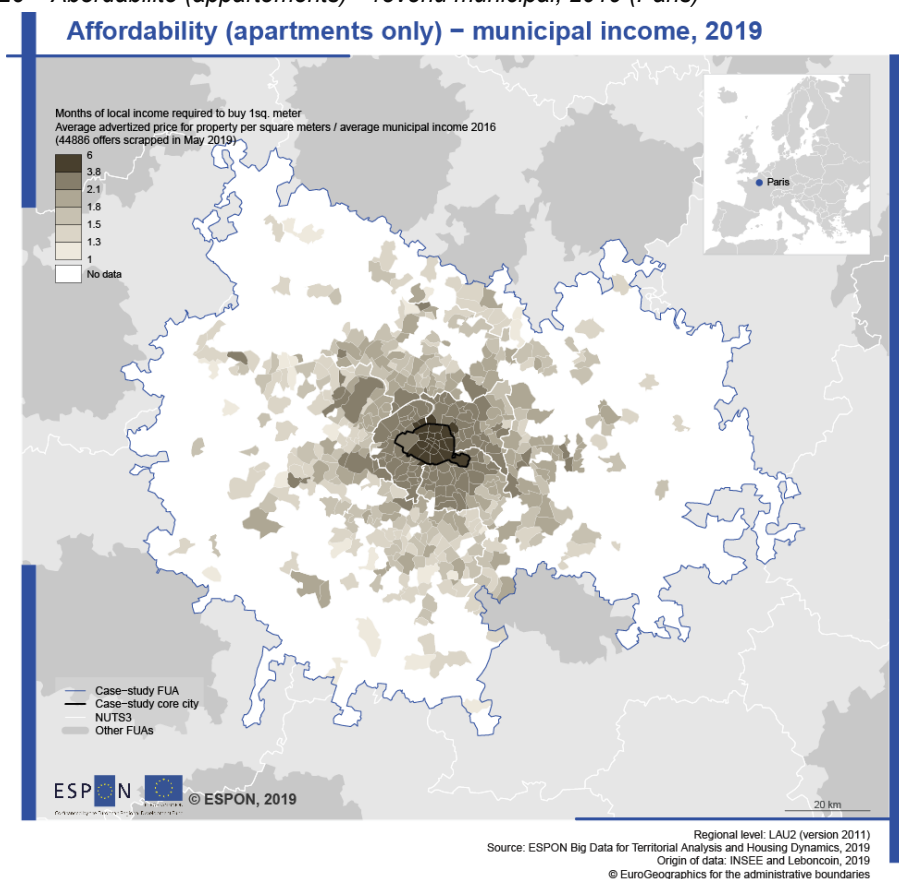 Affordability (apartments only) − municipal income, 2019
Months of local income required to buy 1sq. meter
Average advertized price for property per square meters / average municipal income 2016
(44886 offers scrapped in May 2019)
6
3.8
2.1
1.8
1.5
1.3
1
No data
Paris
Case−study FUA
Case−study core city
NUTS3
Other FUAs
ESPON
© ESPON, 2019
20 km
Regional level: LAU2 (version 2011)
Source: ESPON Big Data for Territorial Analysis and Housing Dynamics, 2019
Origin of data: INSEE and Leboncoin, 2019
© EuroGeographics for the administrative boundaries